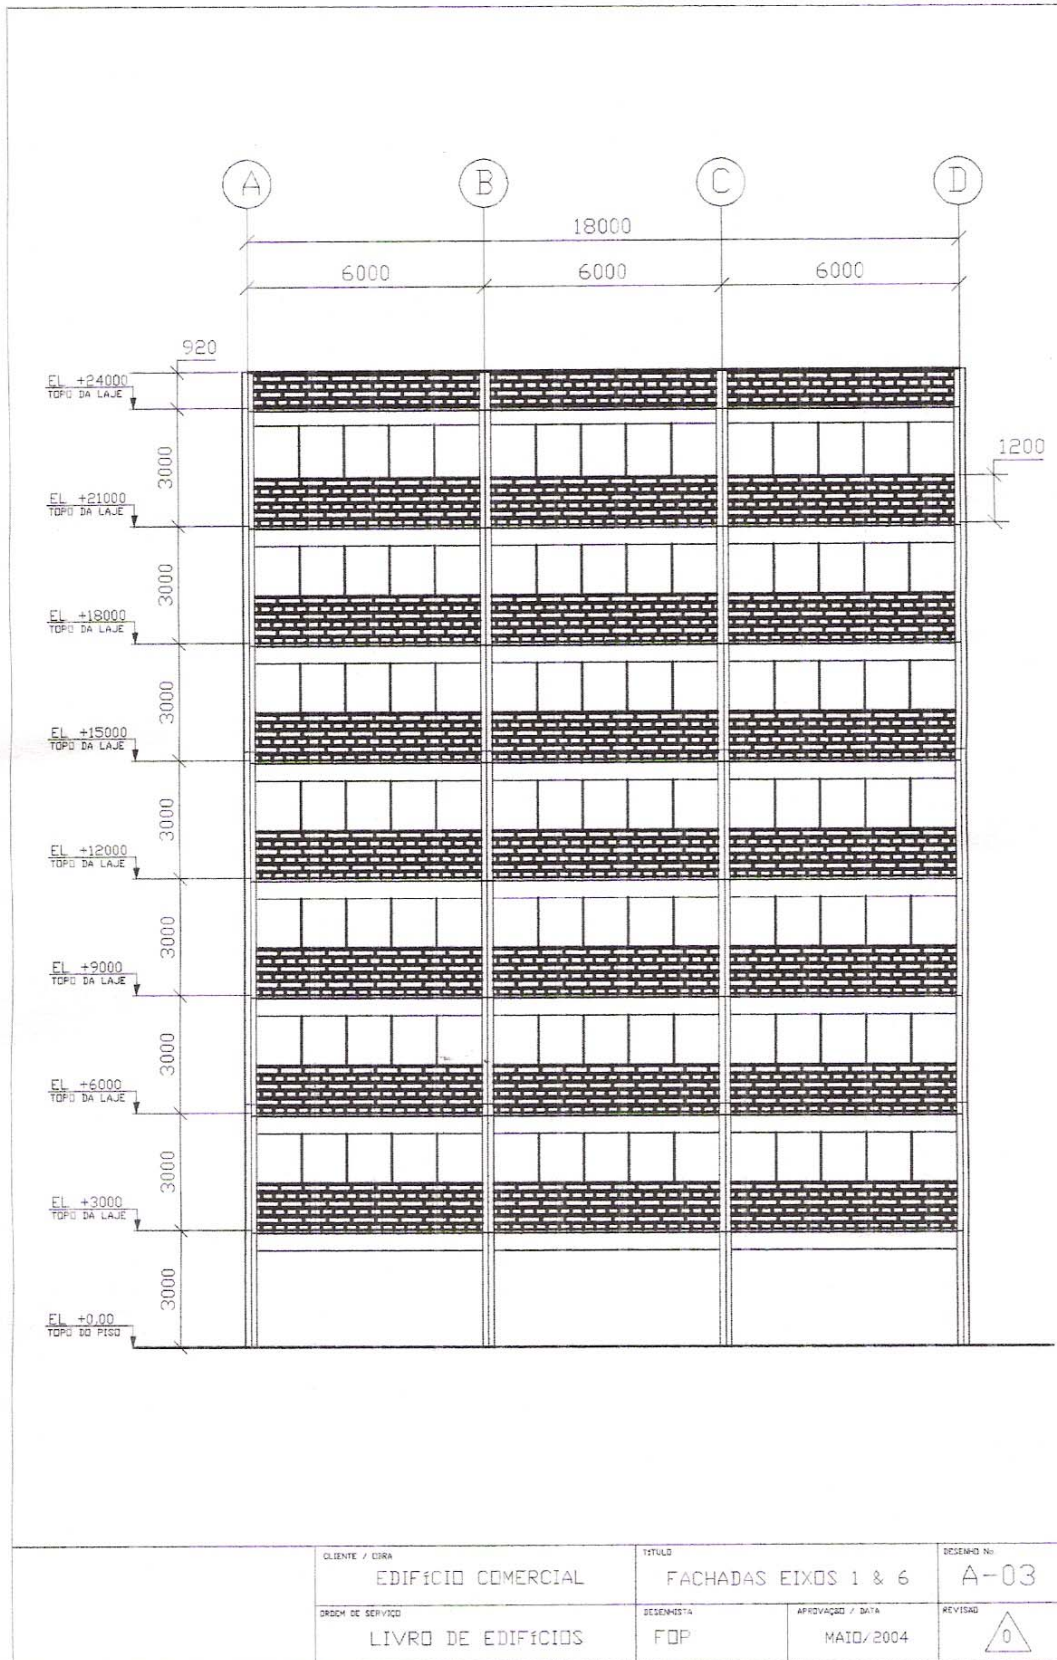 A B C D
18000
6000 6000 6000
920
EL +24000
TOPO DA LAJE
3000
1200
EL +21000
TOPO DA LAJE
3000
EL +18000
TOPO DA LAJE
3000
EL +15000
TOPO DA LAJE
3000
EL +12000
TOPO DA LAJE
3000
EL +9000
TOPO DA LAJE
3000
EL +6000
TOPO DA LAJE
3000
EL +3000
TOPO DA LAJE
3000
EL +0.00
TOPO DO PISO
CLIENTE / OBRA
EDIFÍCIO COMERCIAL
TÍTULO
FACHADAS EIXOS 1 & 6
DESENHO No.
A-03
ORDEM DE SERVIÇO
LIVRO DE EDIFÍCIOS
DESENHISTA
FOP
APROVAÇÃO / DATA
MAIO/2004
REVISÃO
0